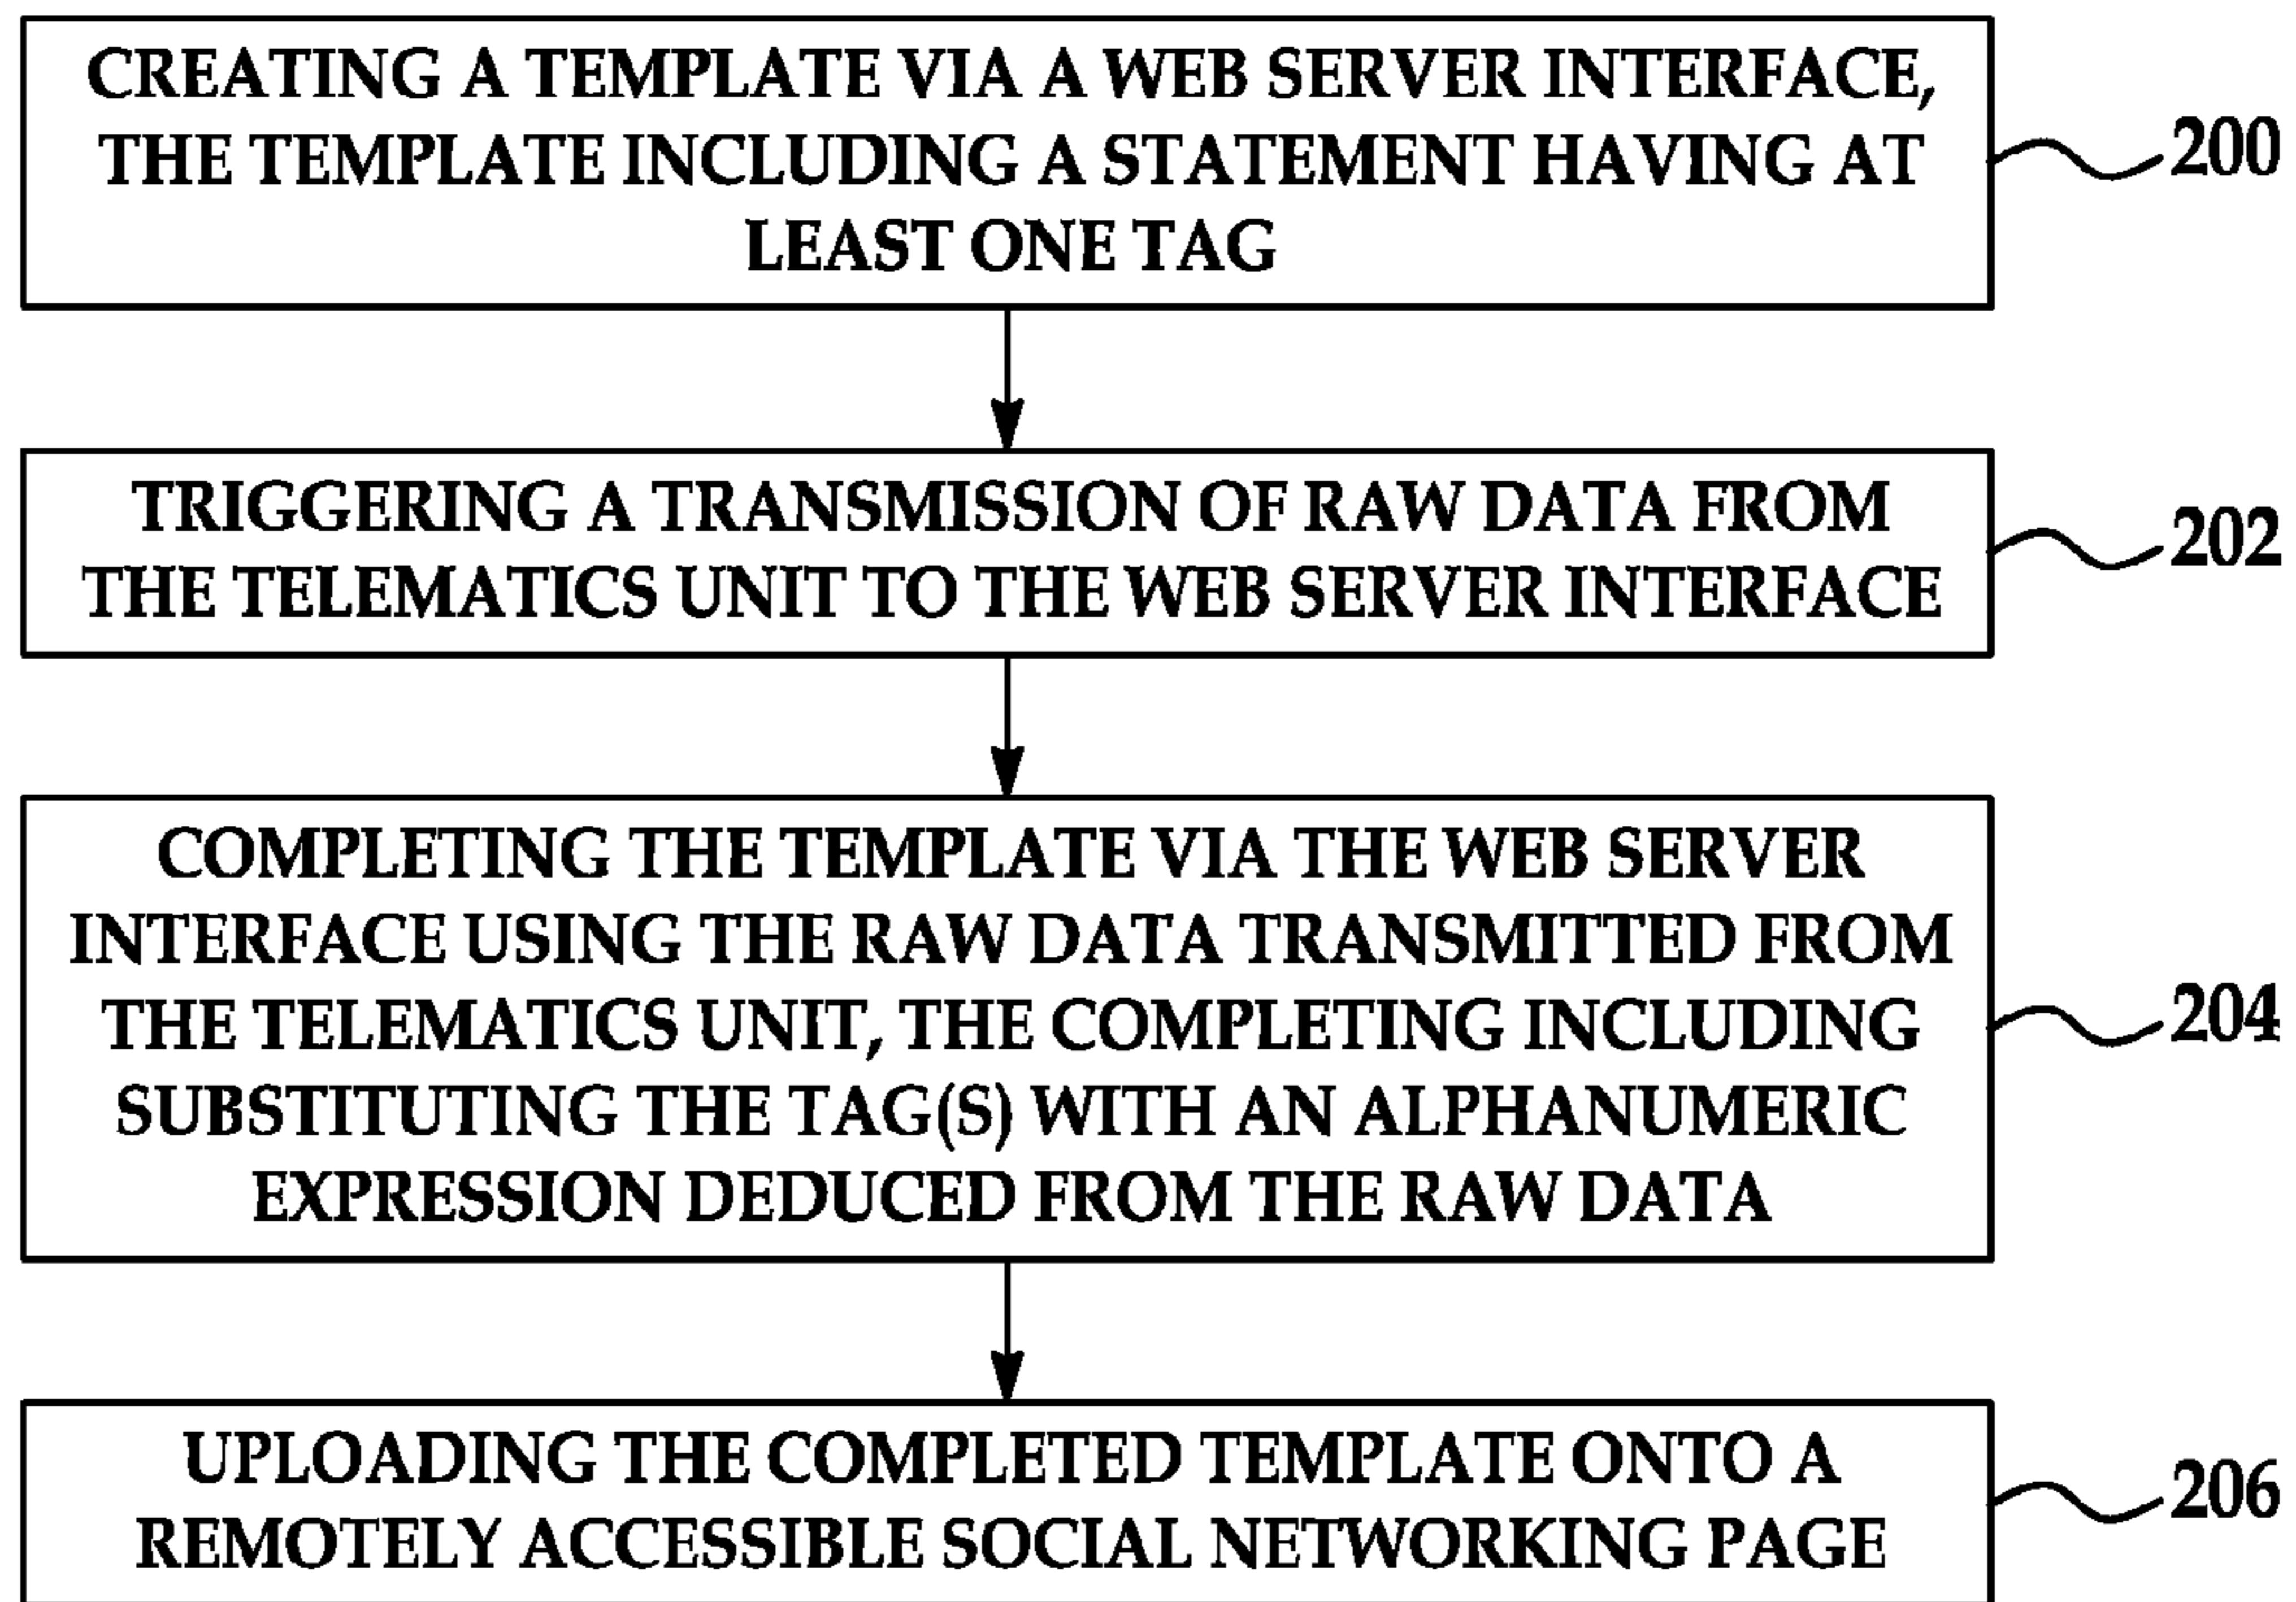 CREATING A TEMPLATE VIA A WEB SERVER INTERFACE,
THE TEMPLATE INCLUDING A STATEMENT HAVING AT
LEAST ONE TAG
200
TRIGGERING A TRANSMISSION OF RAW DATA FROM
THE TELEMATICS UNIT TO THE WEB SERVER INTERFACE
202
COMPLETING THE TEMPLATE VIA THE WEB SERVER
INTERFACE USING THE RAW DATA TRANSMITTED FROM
THE TELEMATICS UNIT, THE COMPLETING INCLUDING
SUBSTITUTING THE TAG(S) WITH AN ALPHANUMERIC
EXPRESSION DEDUCED FROM THE RAW DATA
204
UPLOADING THE COMPLETED TEMPLATE ONTO A
REMOTELY ACCESSIBLE SOCIAL NETWORKING PAGE
206